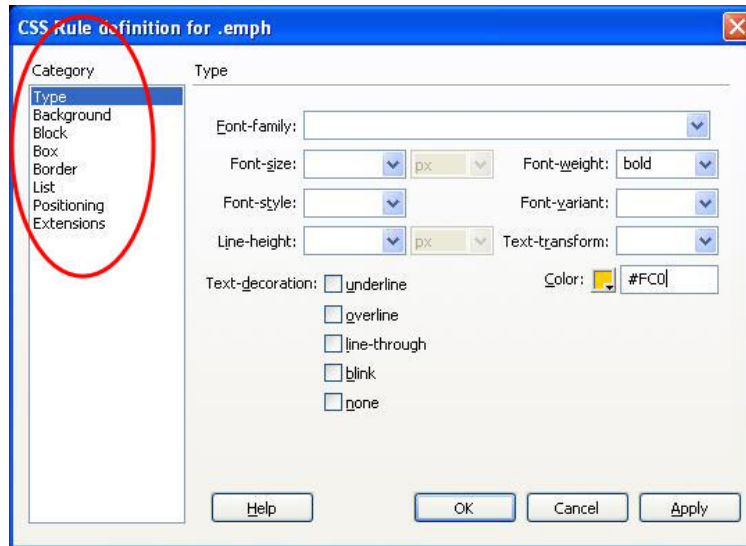 CSS Rule definition for .emph
Category
Type
Background
Block
Box
Border
List
Positioning
Extensions
Type
Font-family:
Font-size: px Font-weight: bold
Font-style: Font-variant:
Line-height: px Text-transform:
Text-decoration: underline Color: #FC0
overline
line-through
blink
none
Help OK Cancel Apply